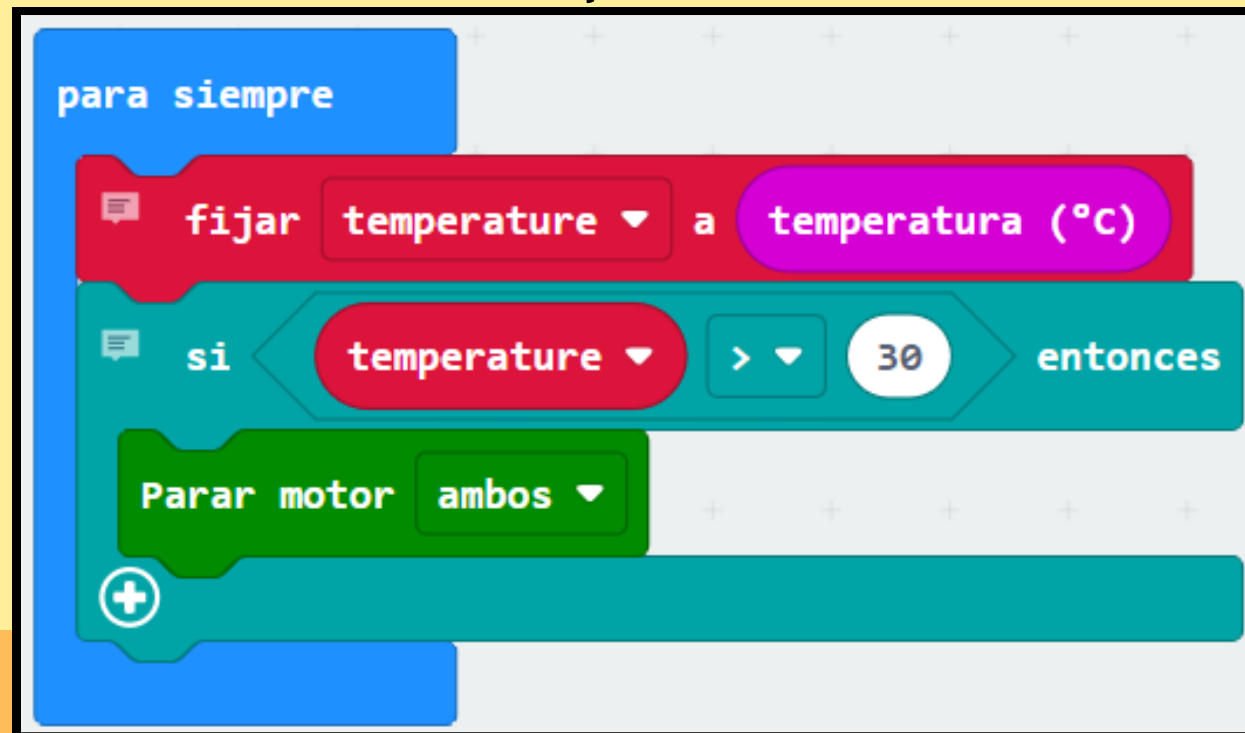 para siempre
fijar temperature a temperatura (°C)
si temperature > 30 entonces
Parar motor ambos